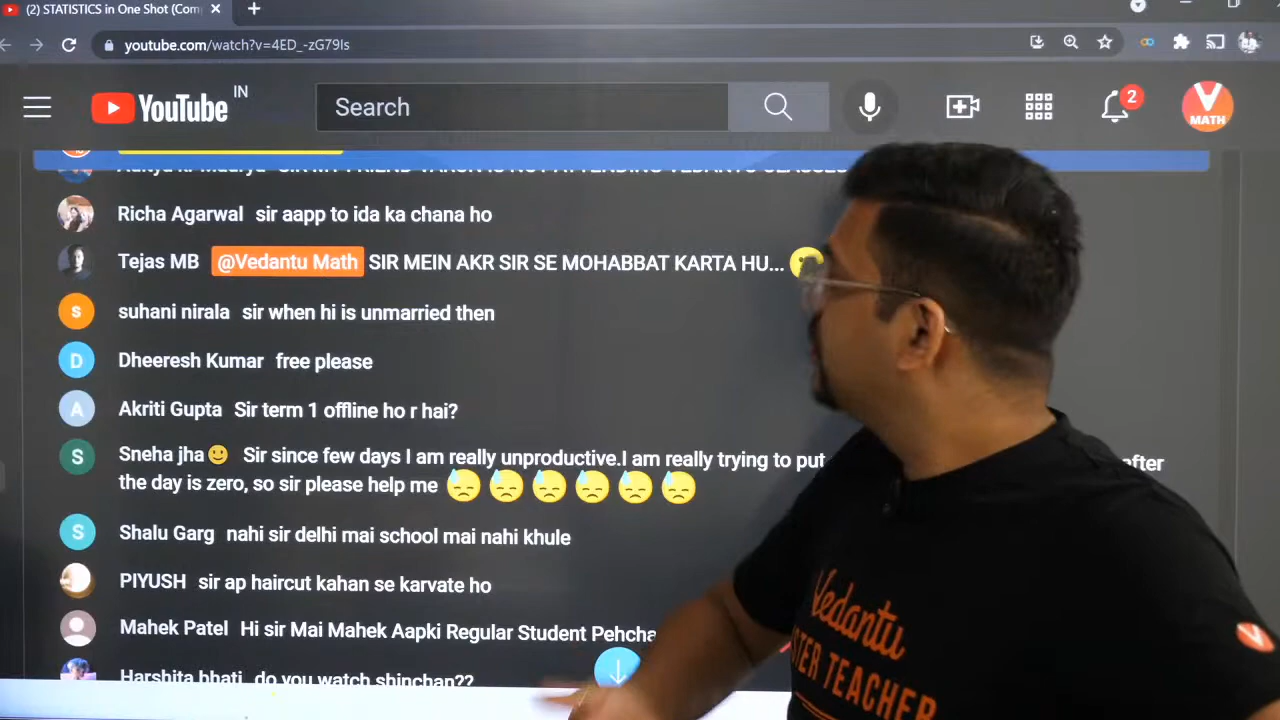 (2) STATISTICS in One Shot (Com
youtube.com/watch?v=4ED_-zG79Is
YouTube IN
Search
2
V
MATH
Richa Agarwal sir aapp to ida ka chana ho
Tejas MB @Vedantu Math SIR MEIN AKR SIR SE MOHABBAT KARTA HU...
S suhani nirala sir when hi is unmarried then
D Dheeresh Kumar free please
A Akriti Gupta Sir term 1 offline ho r hai?
S Sneha jha Sir since few days I am really unproductive.I am really trying to put after
the day is zero, so sir please help me
S Shalu Garg nahi sir delhi mai school mai nahi khule
PIYUSH sir ap haircut kahan se karvate ho
Mahek Patel Hi sir Mai Mahek Aapki Regular Student Pehcha
Harshita bhati do you watch shinchan??
Vedantu
STER TEACHER